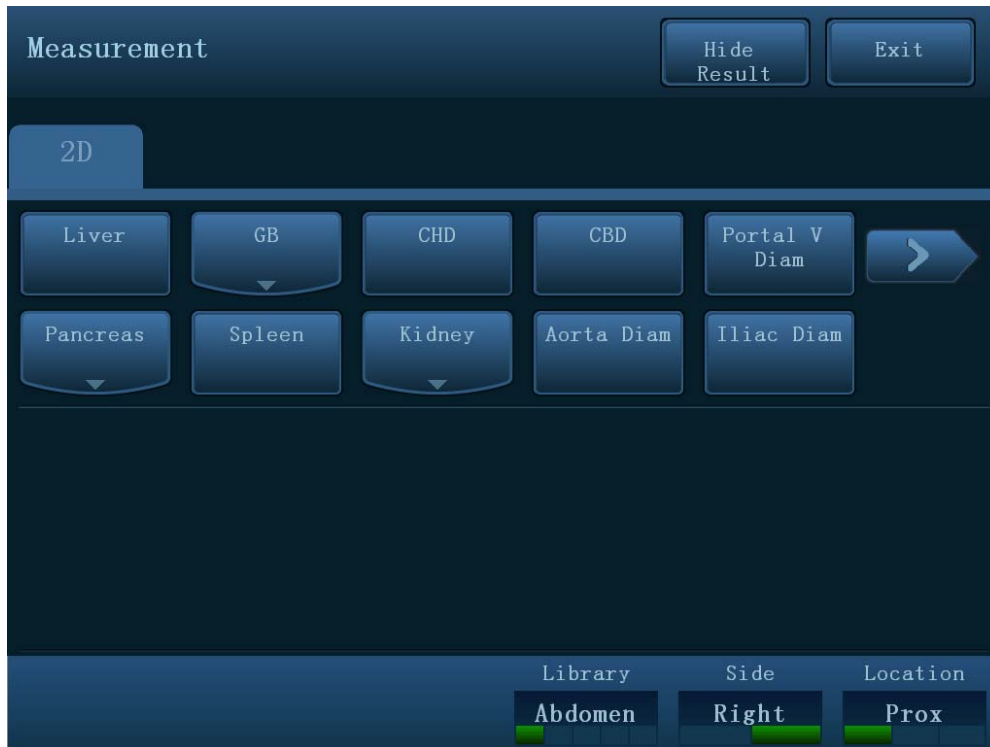 Measurement
Hide
Result
Exit
2D
Liver
GB
CHD
CBD
Portal V
Diam
Pancreas
Spleen
Kidney
Aorta Diam
Iliac Diam
Library
Side
Location
Abdomen
Right
Prox